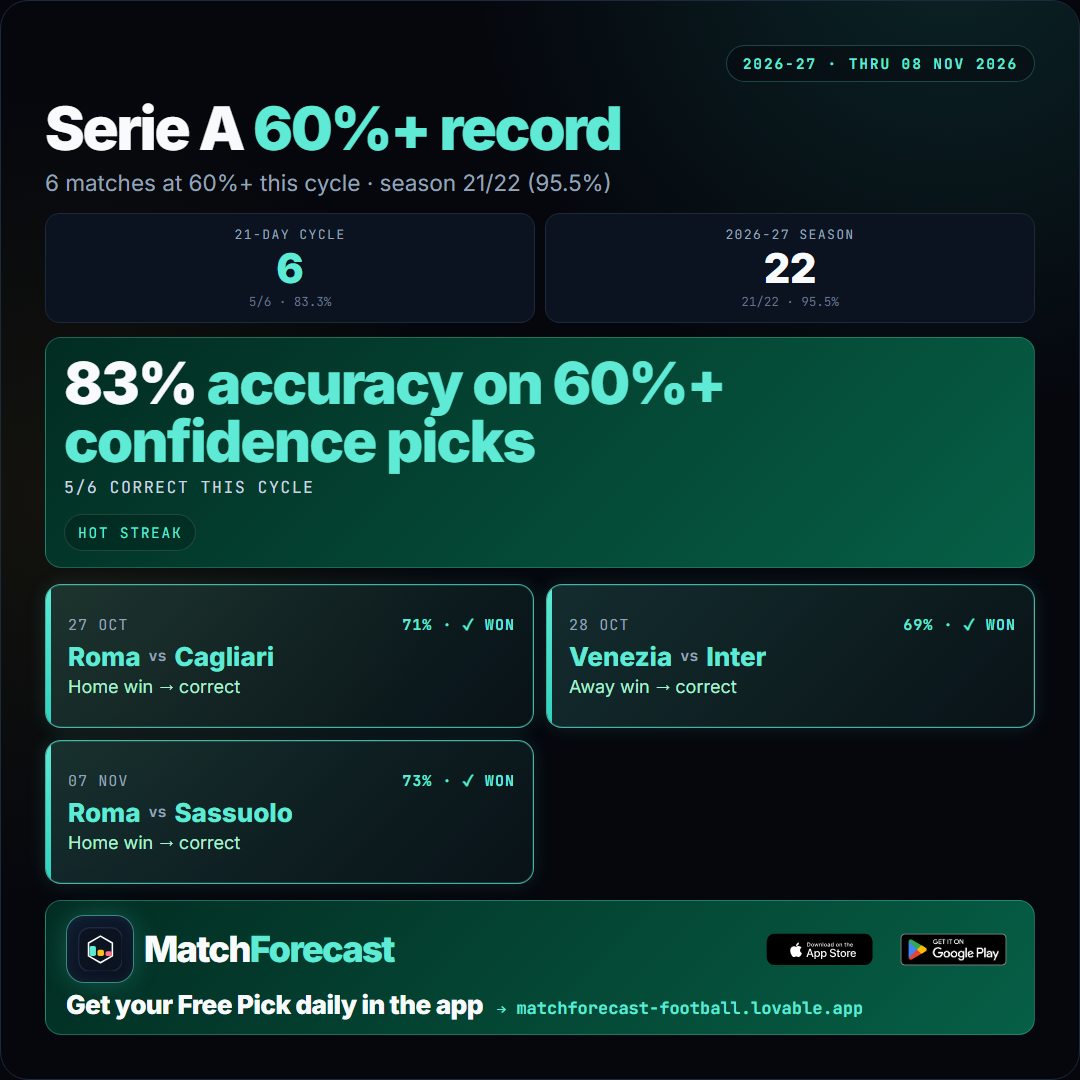 2026-27 · THRU 08 NOV 2026
Serie A 60%+ record
6 matches at 60%+ this cycle · season 21/22 (95.5%)
21-DAY CYCLE
6
5/6 · 83.3%
2026-27 SEASON
22
21/22 · 95.5%
83% accuracy on 60%+
confidence picks
5/6 CORRECT THIS CYCLE
HOT STREAK
27 OCT
71% · ✓ WON
Roma vs Cagliari
Home win → correct
28 OCT
69% · ✓ WON
Venezia vs Inter
Away win → correct
07 NOV
73% · ✓ WON
Roma vs Sassuolo
Home win → correct
MatchForecast
Download on the
App Store
GET IT ON
Google Play
Get your Free Pick daily in the app → matchforecast-football.lovable.app